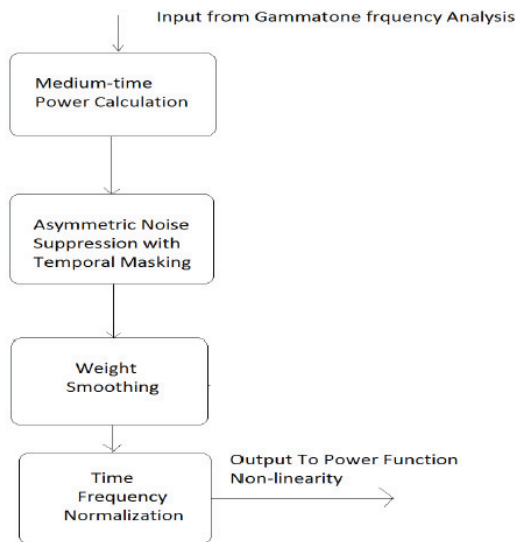 Input from Gammatone frquency Analysis
Medium-time
Power Calculation
Asymmetric Noise
Suppression with
Temporal Masking
Weight
Smoothing
Time
Frequency
Normalization
Output To Power Function
Non-linearity